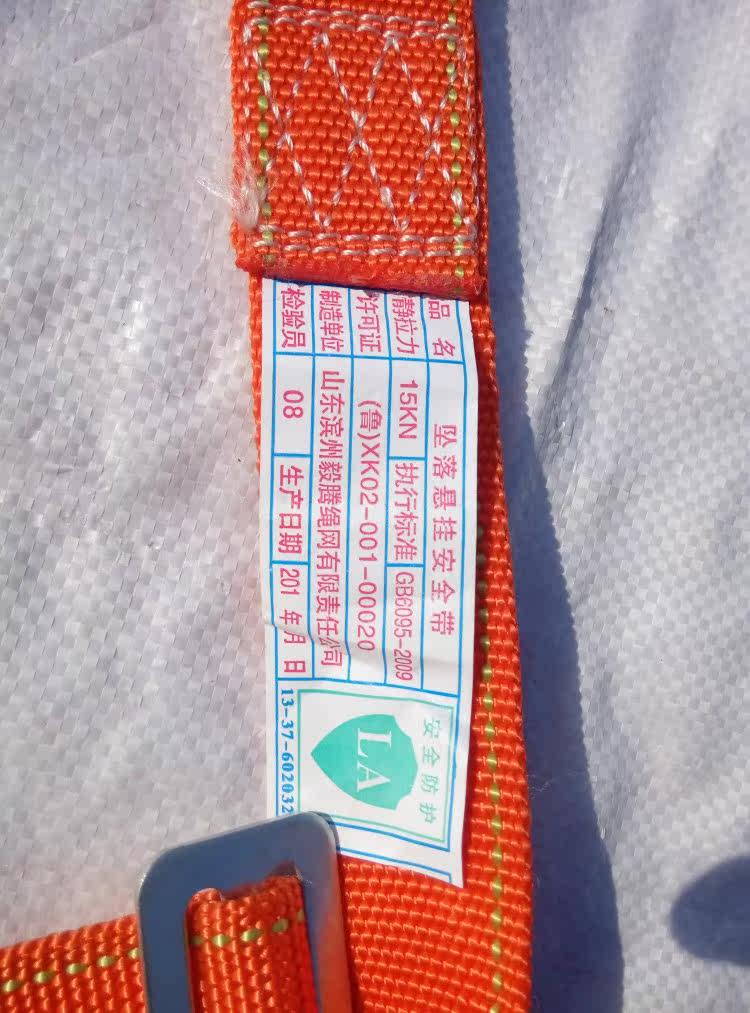 品 名 坠落悬挂安全带
静拉力 15KN 执行标准 GB6095-2009
许可证 (鲁)XK02-001-00020
制造单位 山东滨州毅腾绳网有限责任公司
检验员 08 生产日期 201 年 月 日
安全防护
LA
13-37-602032